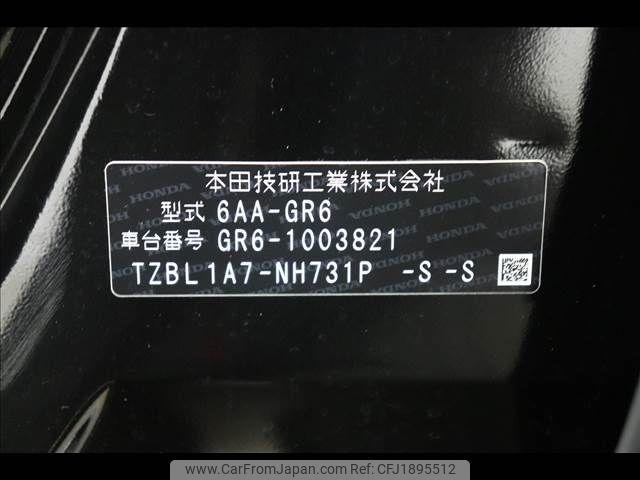 本田技研工業株式会社
型式 6AA-GR6
車台番号 GR6-1003821
TZBL1A7-NH731P -S -S
www.CarFromJapan.com - CFJ1895512